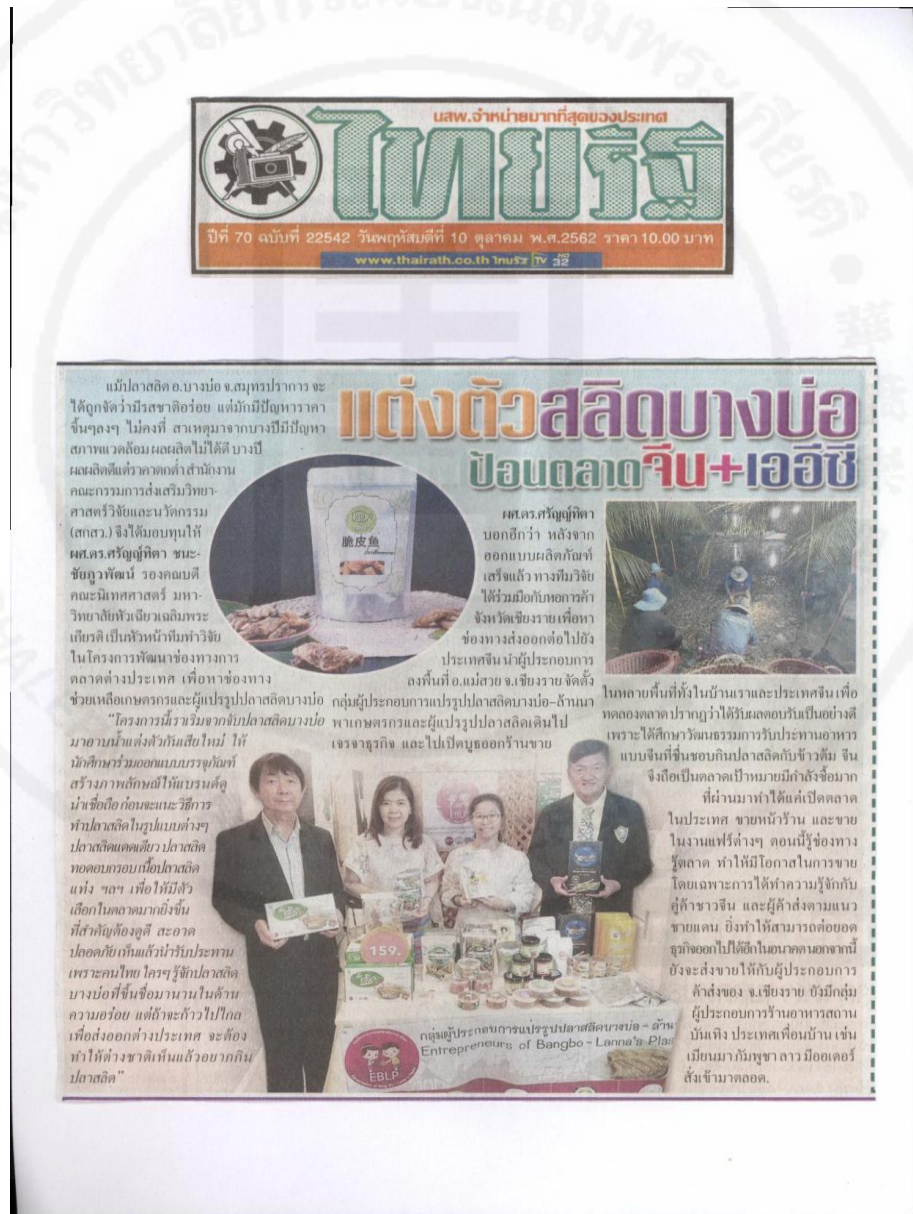 นสพ.จำหน่ายมากที่สุดของประเทศ
ไทยรัฐ
ปีที่ 70 ฉบับที่ 22542 วันพฤหัสบดีที่ 10 ตุลาคม พ.ศ.2562 ราคา 10.00 บาท
www.thairath.co.th ไทยรัฐ TV HD 32
แต่งตัวสลิดบางบ่อ
ป้อนตลาดจีน+เออีซี
แม้ปลาสลิด อ.บางบ่อ จ.สมุทรปราการ จะ
ได้ถูกจัดว่ามีรสชาติอร่อย แต่มักมีปัญหาราคา
ขึ้นๆลงๆ ไม่คงที่ สาเหตุมาจากบางปีมีปัญหา
สภาพแวดล้อม ผลผลิตไม่ได้ดี บางปี
ผลผลิตดีแต่ราคาตกต่ำ สำนักงาน
คณะกรรมการส่งเสริมวิทยา-
ศาสตร์วิจัยและนวัตกรรม
(สกสว.) จึงได้มอบทุนให้
ผศ.ดร.ศรัญญ์ทิตา ชนะ-
ชัยภูวพัฒน์ รองคณบดี
คณะนิเทศศาสตร์ มหา-
วิทยาลัยหัวเฉียวเฉลิมพระ
เกียรติ เป็นหัวหน้าทีมทำวิจัย
ในโครงการพัฒนาช่องทางการ
ตลาดต่างประเทศ เพื่อหาช่องทาง
ช่วยเหลือเกษตรกรและผู้แปรรูปปลาสลิดบางบ่อ
"โครงการนี้เราเริ่มจากจับปลาสลิดบางบ่อ
มาอาบน้ำแต่งตัวกันเสียใหม่ ให้
นักศึกษาร่วมออกแบบบรรจุภัณฑ์
สร้างภาพลักษณ์ให้แบรนด์ดู
น่าเชื่อถือ ก่อนจะแนะวิธีการ
ทำปลาสลิดในรูปแบบต่างๆ
ปลาสลิดแดดเดียว ปลาสลิด
ทอดอบกรอบ เนื้อปลาสลิด
แท่ง ฯลฯ เพื่อให้มีตัว
เลือกในตลาดมากยิ่งขึ้น
ที่สำคัญต้องดูดี สะอาด
ปลอดภัย เห็นแล้วน่ารับประทาน
เพราะคนไทย ใครๆ รู้จักปลาสลิด
บางบ่อที่ขึ้นชื่อมานานในด้าน
ความอร่อย แต่ถ้าจะก้าวไปไกล
เพื่อส่งออกต่างประเทศ จะต้อง
ทำให้ต่างชาติเห็นแล้วอยากกิน
ปลาสลิด"
脆皮鱼
ผศ.ดร.ศรัญญ์ทิตา
บอกอีกว่า หลังจาก
ออกแบบผลิตภัณฑ์
เสร็จแล้ว ทางทีมวิจัย
ได้ร่วมมือกับหอการค้า
จังหวัดเชียงราย เพื่อหา
ช่องทางส่งออกต่อไปยัง
ประเทศจีน นำผู้ประกอบการ
ลงพื้นที่ อ.แม่สวย จ.เชียงราย จัดตั้ง
กลุ่มผู้ประกอบการแปรรูปปลาสลิดบางบ่อ-ล้านนา
พาเกษตรกรและผู้แปรรูปปลาสลิดเดินไป
เจรจาธุรกิจ และไปเปิดบูธออกร้านขาย
ในหลายพื้นที่ทั้งในบ้านเราและประเทศจีน เพื่อ
ทดลองตลาด ปรากฏว่าได้รับผลตอบรับเป็นอย่างดี
เพราะได้ศึกษาวัฒนธรรมการรับประทานอาหาร
แบบจีนที่ชื่นชอบกินปลาสลิดกับข้าวต้ม จีน
จึงถือเป็นตลาดเป้าหมายมีกำลังซื้อมาก
ที่ผ่านมาทำได้แค่เปิดตลาด
ในประเทศ ขายหน้าร้าน และขาย
ในงานแฟร์ต่างๆ ตอนนี้รู้ช่องทาง
รู้ตลาด ทำให้มีโอกาสในการขาย
โดยเฉพาะการได้ทำความรู้จักกับ
คู่ค้าชาวจีน และผู้ค้าส่งตามแนว
ชายแดน ยิ่งทำให้สามารถต่อยอด
ธุรกิจออกไปได้อีกในอนาคต นอกจากนี้
ยังจะส่งขายให้กับผู้ประกอบการ
ค้าส่งของ จ.เชียงราย ยังมีกลุ่ม
ผู้ประกอบการร้านอาหารสถาน
บันเทิง ประเทศเพื่อนบ้าน เช่น
เมียนมา กัมพูชา ลาว มีออเดอร์
สั่งเข้ามาตลอด.
159.
กลุ่มผู้ประกอบการแปรรูปปลาสลิดบางบ่อ - ล้าน
Entrepreneurs of Bangbo - Lanna's Plas
EBLP